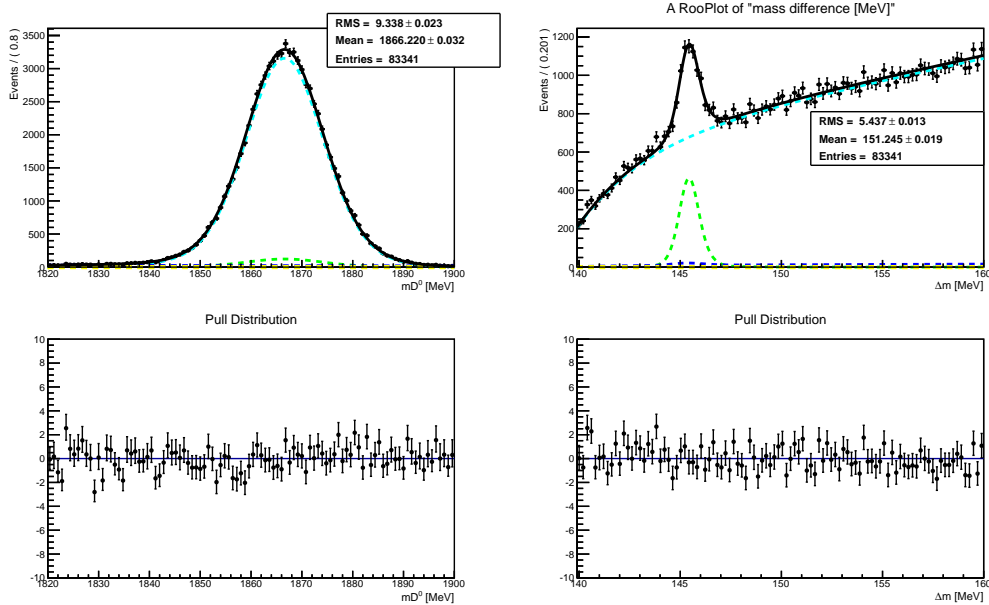 A RooPlot of "mass difference [MeV]"
RMS = 9.338 ± 0.023
Mean = 1866.220 ± 0.032
Entries = 83341
Events / ( 0.8 )
3500
3000
2500
2000
1500
1000
500
0
1820 1830 1840 1850 1860 1870 1880 1890 1900
mD⁰ [MeV]
Events / ( 0.201 )
1200
1000
800
600
400
200
0
RMS = 5.437 ± 0.013
Mean = 151.245 ± 0.019
Entries = 83341
140 145 150 155 160
Δm [MeV]
Pull Distribution
10
8
6
4
2
0
-2
-4
-6
-8
-10
1820 1830 1840 1850 1860 1870 1880 1890 1900
mD⁰ [MeV]
Pull Distribution
10
8
6
4
2
0
-2
-4
-6
-8
-10
140 145 150 155 160
Δm [MeV]